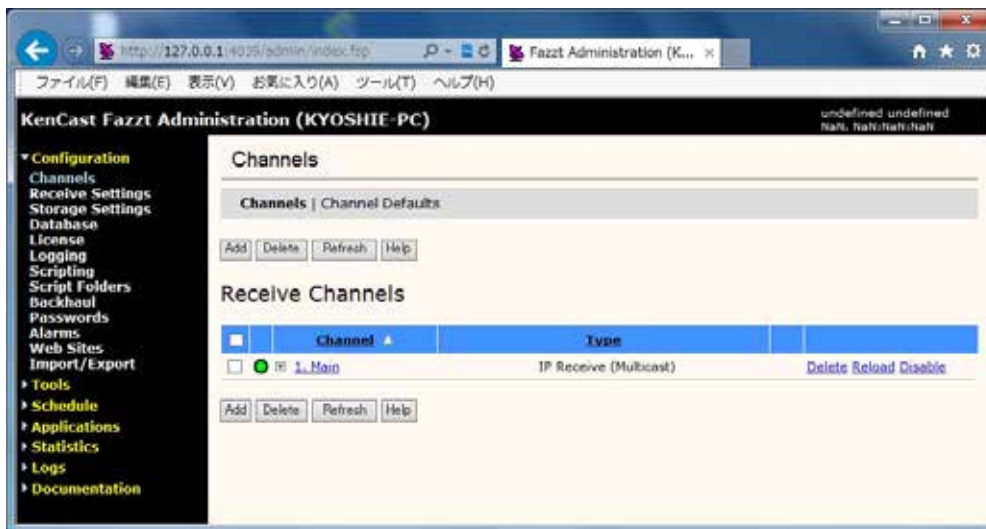 http://127.0.0.1:4039/admin/index.fzp
Fazzt Administration (K...
ファイル(F) 編集(E) 表示(V) お気に入り(A) ツール(T) ヘルプ(H)
KenCast Fazzt Administration (KYOSHIE-PC)
undefined undefined
NaN, NaN:NaN:NaN
Configuration
Channels
Receive Settings
Storage Settings
Database
License
Logging
Scripting
Script Folders
Backhaul
Passwords
Alarms
Web Sites
Import/Export
Tools
Schedule
Applications
Statistics
Logs
Documentation
Channels
Channels | Channel Defaults
Add Delete Refresh Help
Receive Channels
Channel Type
1. Main IP Receive (Multicast) Delete Reload Disable
Add Delete Refresh Help